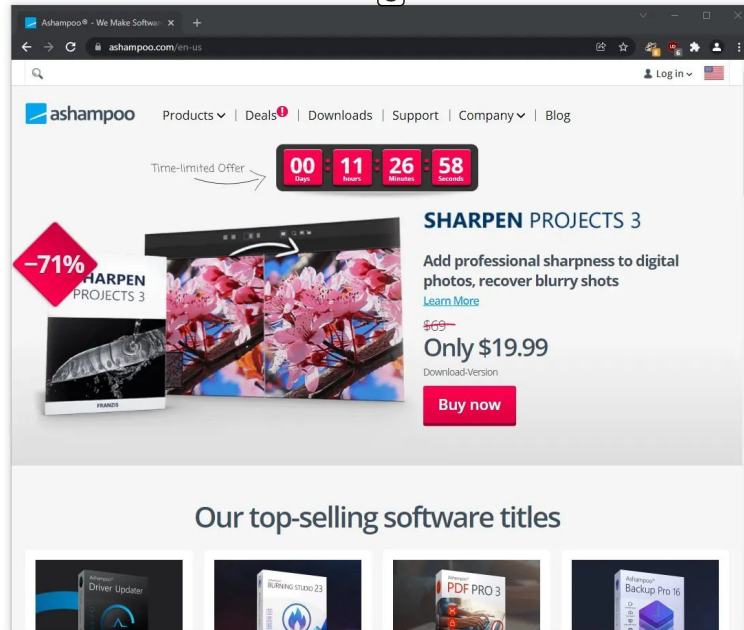 Ashampoo® - We Make Softwar
ashampoo.com/en-us
Log in
ashampoo
Products | Deals! | Downloads | Support | Company | Blog
Time-limited Offer
00 : 11 : 26 : 58
Days hours Minutes Seconds
SHARPEN PROJECTS 3
-71%
Add professional sharpness to digital
photos, recover blurry shots
Learn More
$69
Only $19.99
Download-Version
Buy now
SHARPEN
PROJECTS 3
FRANZIS
Our top-selling software titles
Ashampoo®
Driver Updater
BURNING STUDIO 23
Ashampoo®
PDF PRO 3
Ashampoo®
Backup Pro 16